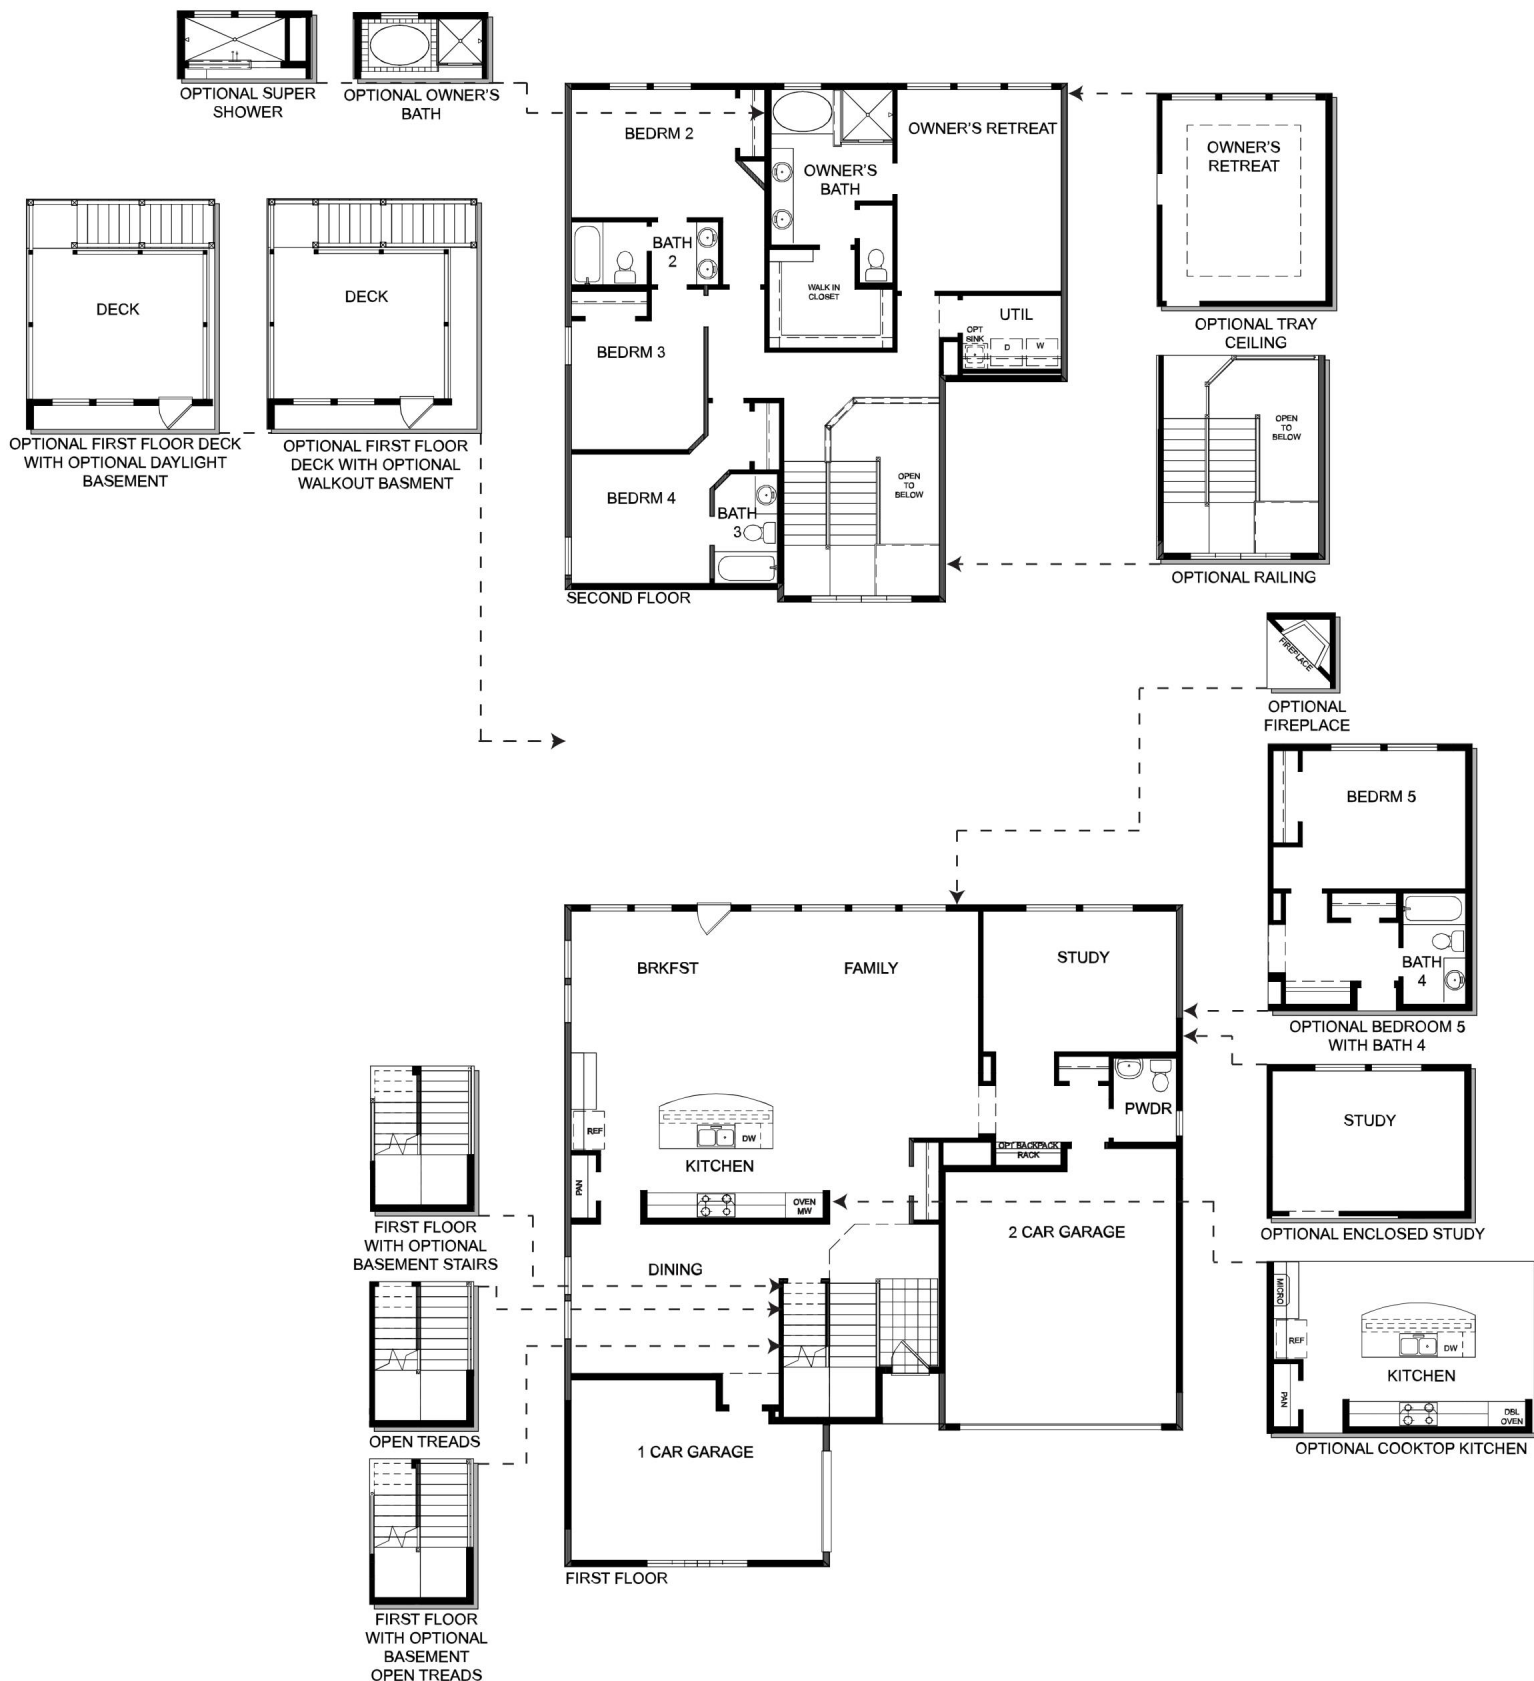 OPTIONAL SUPER
SHOWER
OPTIONAL OWNER'S
BATH
DECK
OPTIONAL FIRST FLOOR DECK
WITH OPTIONAL DAYLIGHT
BASEMENT
DECK
OPTIONAL FIRST FLOOR
DECK WITH OPTIONAL
WALKOUT BASMENT
BEDRM 2
OWNER'S
BATH
OWNER'S RETREAT
BATH
2
WALK IN
CLOSET
UTIL
OPT
SINK
D
W
BEDRM 3
BEDRM 4
BATH
3
OPEN
TO
BELOW
SECOND FLOOR
OWNER'S
RETREAT
OPTIONAL TRAY
CEILING
OPEN
TO
BELOW
OPTIONAL RAILING
FIREPLACE
OPTIONAL
FIREPLACE
BEDRM 5
BATH
4
OPTIONAL BEDROOM 5
WITH BATH 4
STUDY
OPTIONAL ENCLOSED STUDY
MICRO
REF
DW
KITCHEN
PAN
DBL
OVEN
OPTIONAL COOKTOP KITCHEN
BRKFST
FAMILY
STUDY
REF
DW
KITCHEN
PAN
OVEN
MW
PWDR
OPT BACKPACK
RACK
2 CAR GARAGE
DINING
1 CAR GARAGE
FIRST FLOOR
FIRST FLOOR
WITH OPTIONAL
BASEMENT STAIRS
OPEN TREADS
FIRST FLOOR
WITH OPTIONAL
BASEMENT
OPEN TREADS